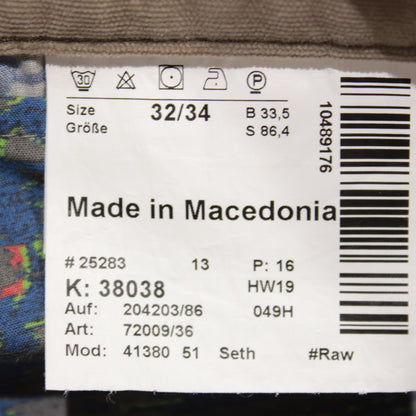 30 P
Size 32/34 B 33,5
Größe S 86,4
Made in Macedonia
# 25283 13 P: 16
K: 38038 HW19
Auf: 204203/86 049H
Art: 72009/36
Mod: 41380 51 Seth #Raw
10489176